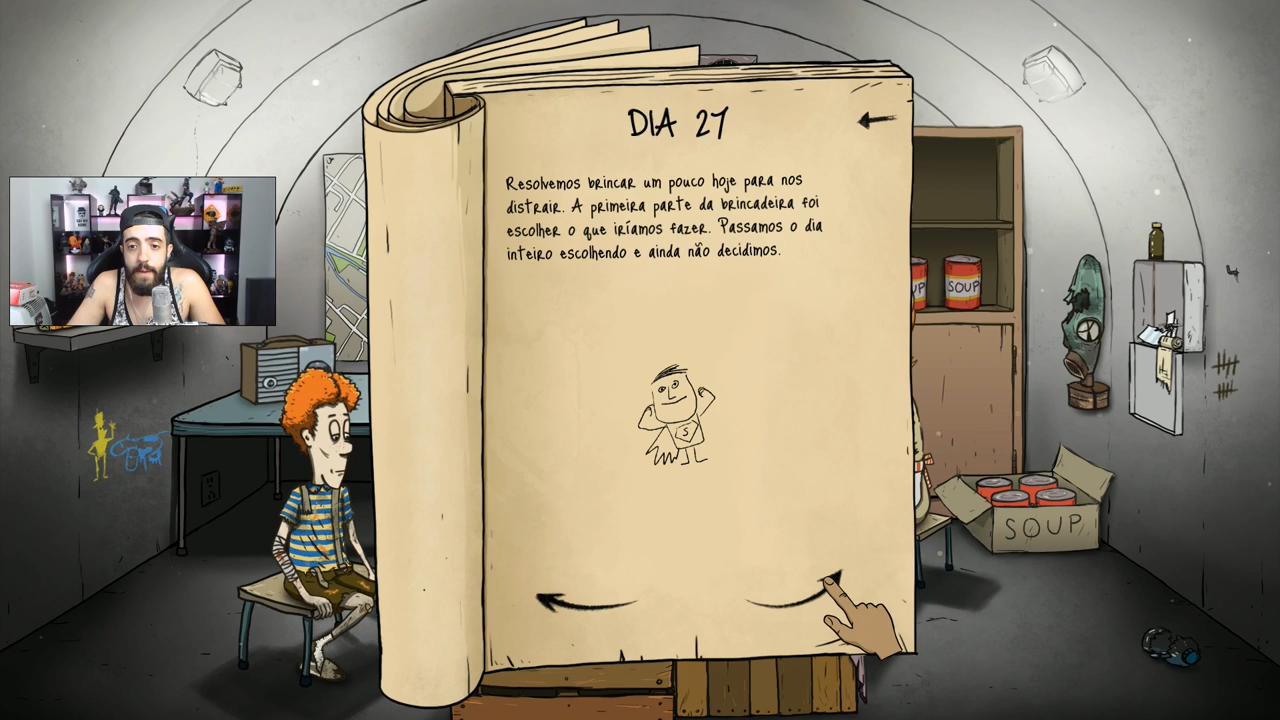 DIA 27
Resolvemos brincar um pouco hoje para nos
distrair. A primeira parte da brincadeira foi
escolher o que iríamos fazer. Passamos o dia
inteiro escolhendo e ainda não decidimos.
S
UP
SOUP
SOUP